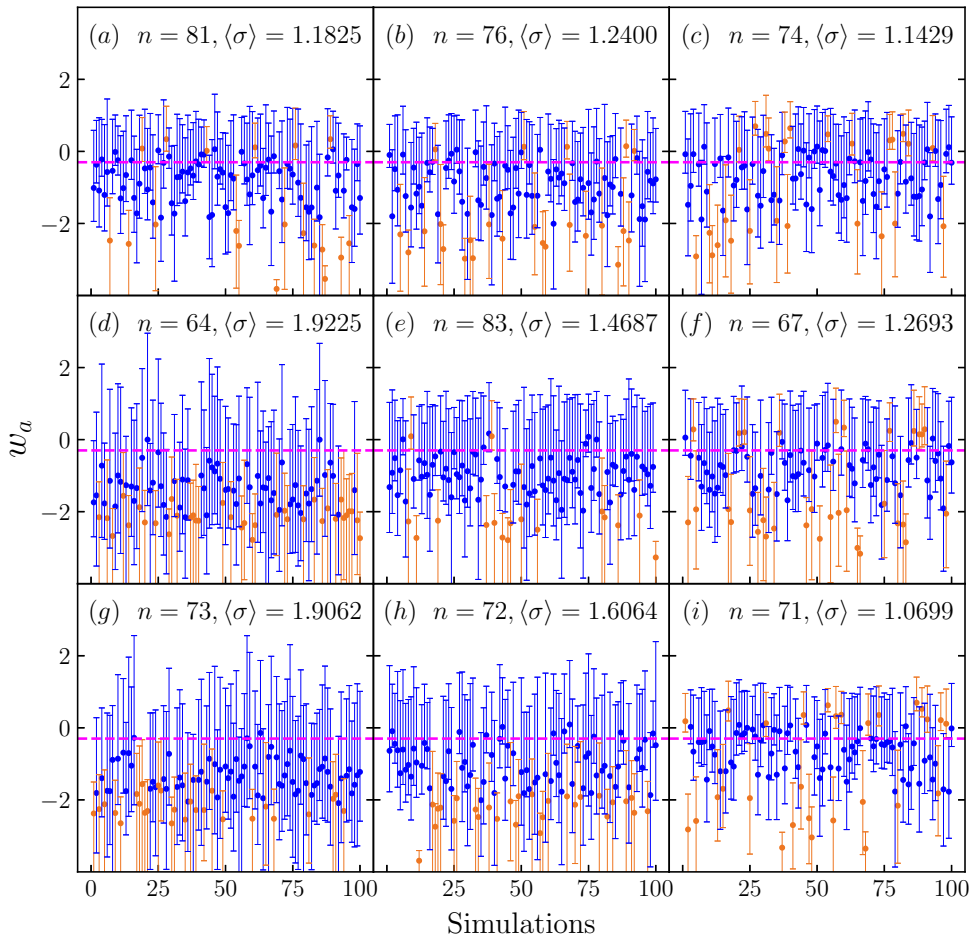 (a) n = 81, ⟨σ⟩ = 1.1825
(b) n = 76, ⟨σ⟩ = 1.2400
(c) n = 74, ⟨σ⟩ = 1.1429
2
0
−2
(d) n = 64, ⟨σ⟩ = 1.9225
(e) n = 83, ⟨σ⟩ = 1.4687
(f) n = 67, ⟨σ⟩ = 1.2693
2
0
−2
w_a
(g) n = 73, ⟨σ⟩ = 1.9062
(h) n = 72, ⟨σ⟩ = 1.6064
(i) n = 71, ⟨σ⟩ = 1.0699
2
0
−2
0 25 50 75 100
0 25 50 75 100
0 25 50 75 100
Simulations